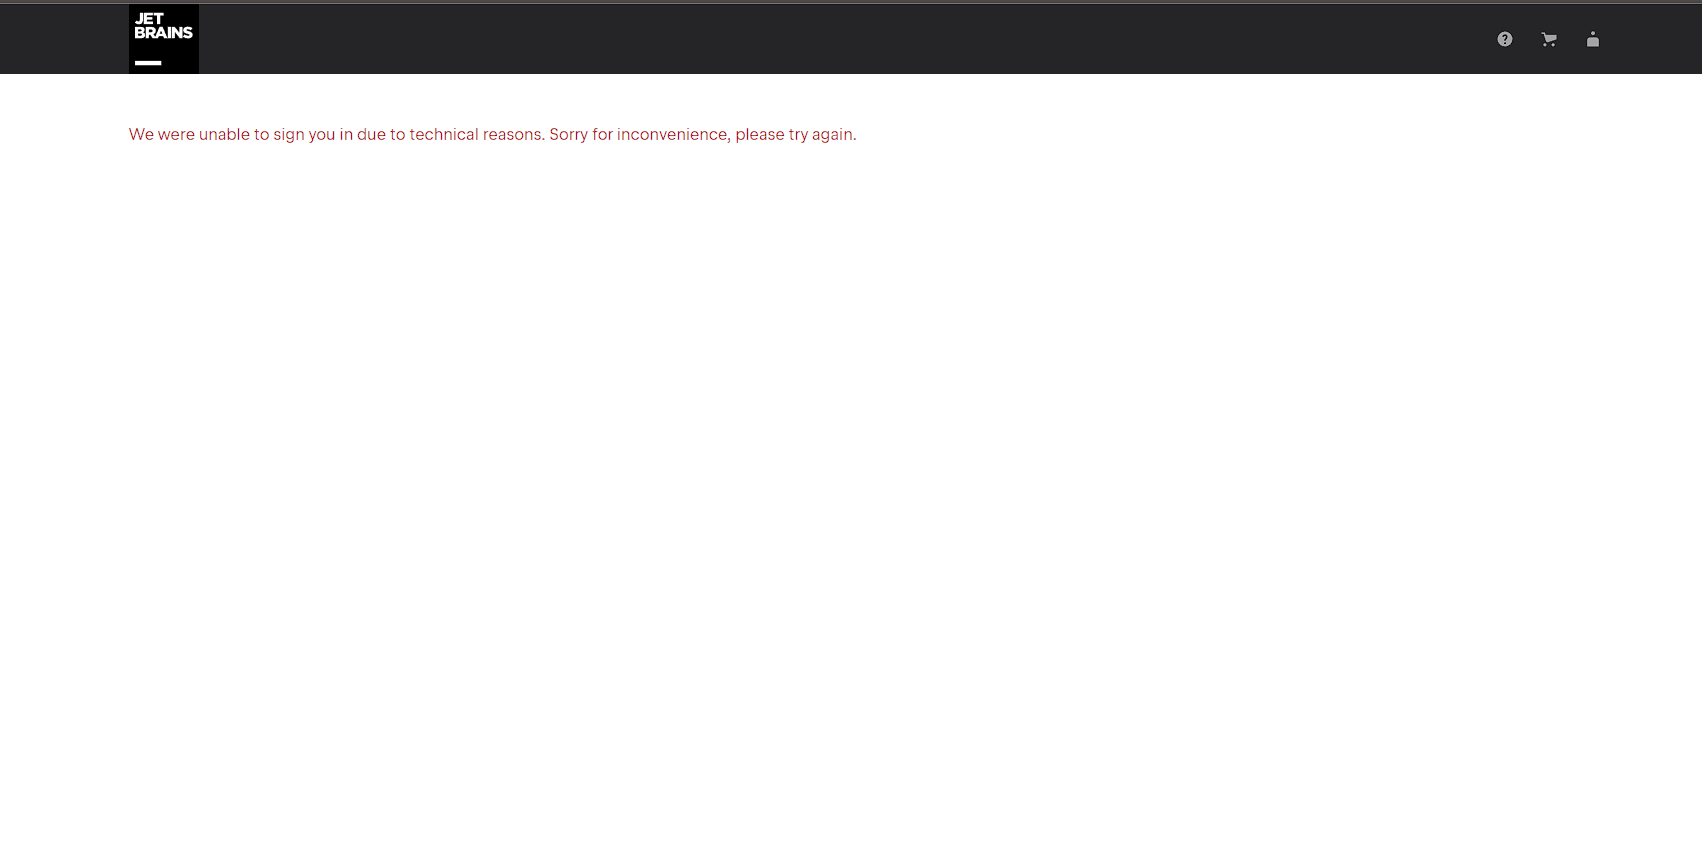 JET
BRAINS
We were unable to sign you in due to technical reasons. Sorry for inconvenience, please try again.